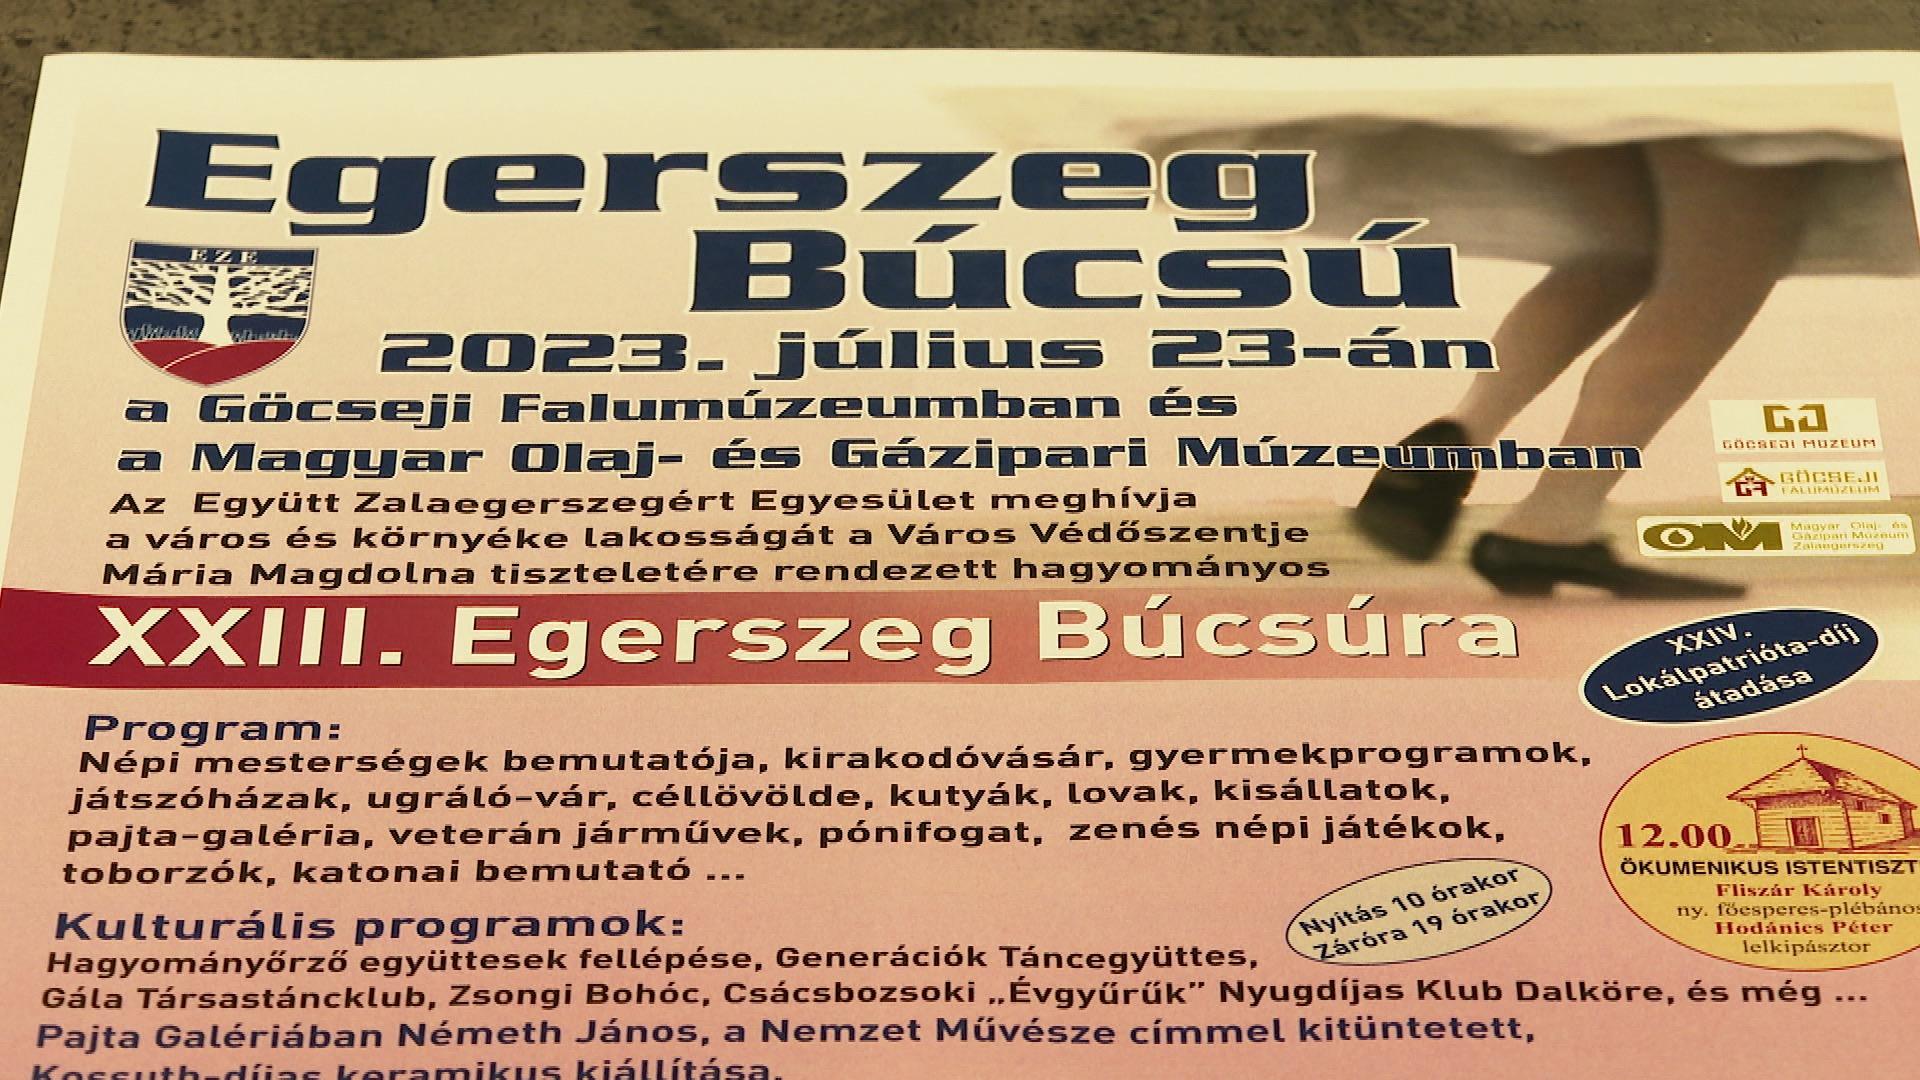 Egerszeg
Búcsú
EZE
2023. július 23-án
a Göcseji Falumúzeumban és
a Magyar Olaj- és Gázipari Múzeumban
GÖCSEJI MÚZEUM
GÖCSEJI
FALUMÚZEUM
OM
Magyar Olaj- és
Gázipari Múzeum
Zalaegerszeg
Az Együtt Zalaegerszegért Egyesület meghívja
a város és környéke lakosságát a Város Védőszentje
Mária Magdolna tiszteletére rendezett hagyományos
XXIII. Egerszeg Búcsúra
XXIV.
Lokálpatrióta-díj
átadása
Program:
Népi mesterségek bemutatója, kirakodóvásár, gyermekprogramok,
játszóházak, ugráló-vár, céllövölde, kutyák, lovak, kisállatok,
pajta-galéria, veterán járművek, pónifogat, zenés népi játékok,
toborzók, katonai bemutató ...
12.00
ÖKUMENIKUS ISTENTISZT
Fliszár Károly
ny. főesperes-plébános
Hodánics Péter
lelkipásztor
Nyitás 10 órakor
Záróra 19 órakor
Kulturális programok:
Hagyományőrző együttesek fellépése, Generációk Táncegyüttes,
Gála Társastáncklub, Zsongi Bohóc, Csácsbozsoki „Évgyűrűk” Nyugdíjas Klub Dalköre, és még ...
Pajta Galériában Németh János, a Nemzet Művésze címmel kitüntetett,
Kossuth-díjas keramikus kiállítása.